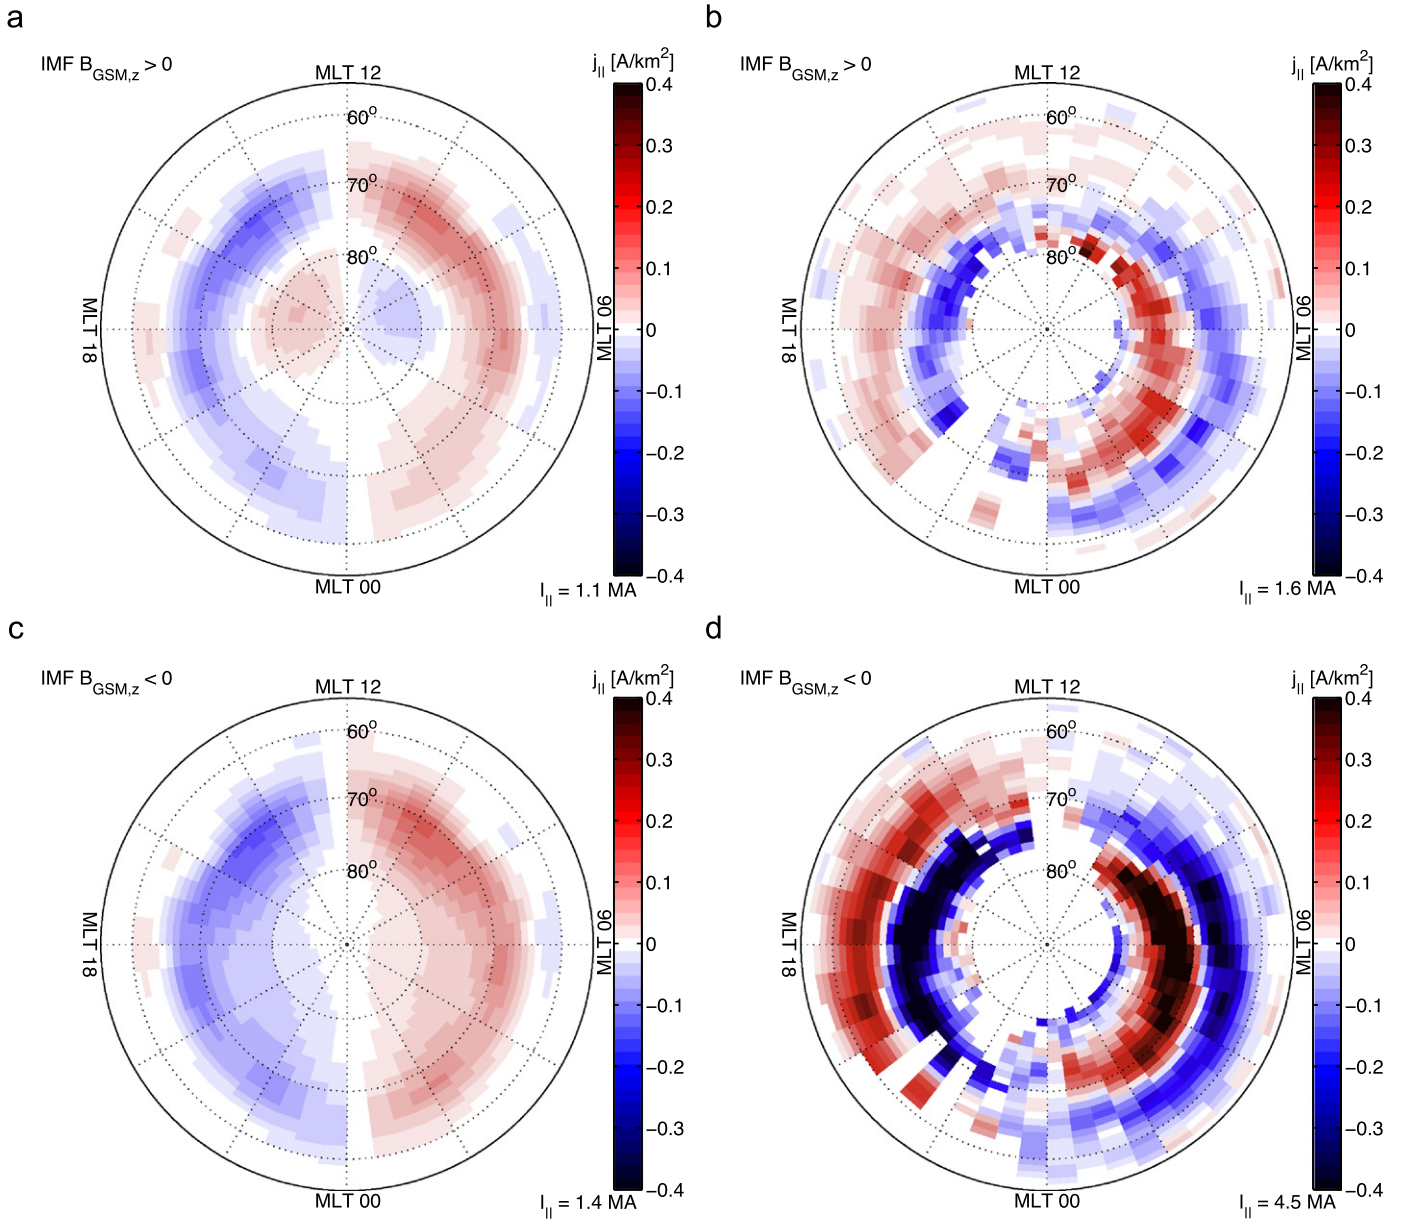 a
IMF B_GSM,z > 0
MLT 12
j_|| [A/km²]
60°
70°
80°
MLT 18
MLT 06
MLT 00
0.4
0.3
0.2
0.1
0
−0.1
−0.2
−0.3
−0.4
I_|| = 1.1 MA
b
IMF B_GSM,z > 0
MLT 12
j_|| [A/km²]
60°
70°
80°
MLT 18
MLT 06
MLT 00
0.4
0.3
0.2
0.1
0
−0.1
−0.2
−0.3
−0.4
I_|| = 1.6 MA
c
IMF B_GSM,z < 0
MLT 12
j_|| [A/km²]
60°
70°
80°
MLT 18
MLT 06
MLT 00
0.4
0.3
0.2
0.1
0
−0.1
−0.2
−0.3
−0.4
I_|| = 1.4 MA
d
IMF B_GSM,z < 0
MLT 12
j_|| [A/km²]
60°
70°
80°
MLT 18
MLT 06
MLT 00
0.4
0.3
0.2
0.1
0
−0.1
−0.2
−0.3
−0.4
I_|| = 4.5 MA